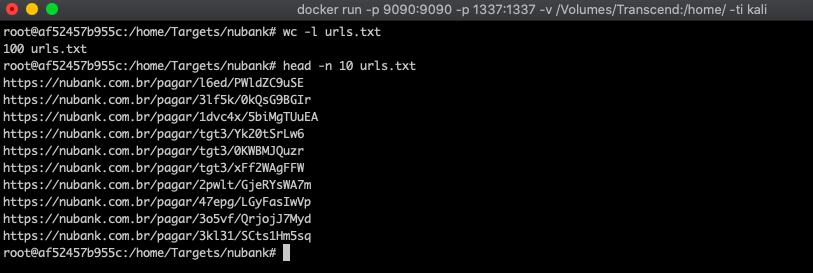 docker run -p 9090:9090 -p 1337:1337 -v /Volumes/Transcend:/home/ -ti kali
root@af52457b955c:/home/Targets/nubank# wc -l urls.txt
100 urls.txt
root@af52457b955c:/home/Targets/nubank# head -n 10 urls.txt
https://nubank.com.br/pagar/l6ed/PWldZC9uSE
https://nubank.com.br/pagar/3lf5k/0kQsG9BGIr
https://nubank.com.br/pagar/1dvc4x/5biMgTUuEA
https://nubank.com.br/pagar/tgt3/Yk20tSrLw6
https://nubank.com.br/pagar/tgt3/0KWBMJQuzr
https://nubank.com.br/pagar/tgt3/xFf2WAgFFW
https://nubank.com.br/pagar/2pwlt/GjeRYsWA7m
https://nubank.com.br/pagar/47epg/LGyFasIwVp
https://nubank.com.br/pagar/3o5vf/QrjojJ7Myd
https://nubank.com.br/pagar/3kl31/SCts1Hm5sq
root@af52457b955c:/home/Targets/nubank#